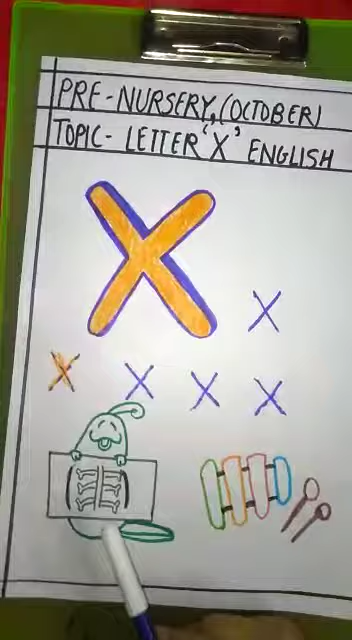 PRE-NURSERY, (OCTOBER)
TOPIC- LETTER 'X' ENGLISH
X
X
X X X X